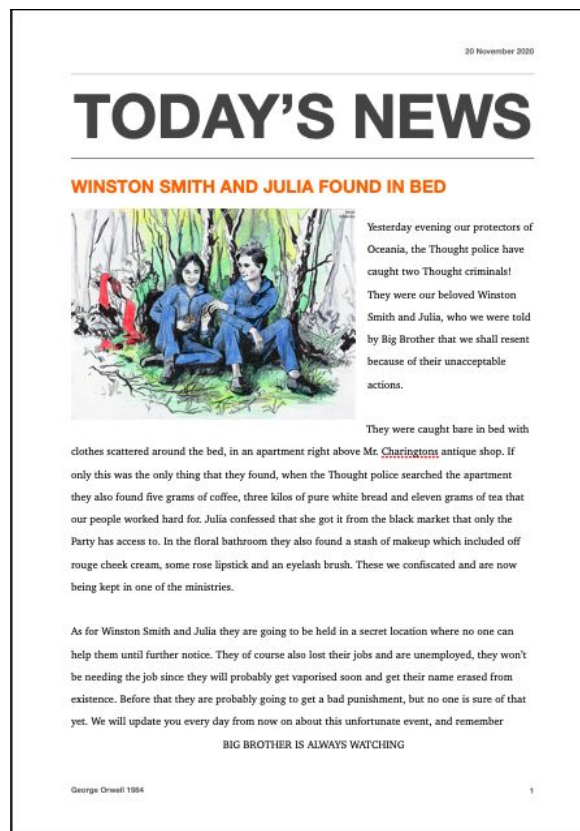 20 November 2020
TODAY’S NEWS
WINSTON SMITH AND JULIA FOUND IN BED
Yesterday evening our protectors of
Oceania, the Thought police have
caught two Thought criminals!
They were our beloved Winston
Smith and Julia, who we were told
by Big Brother that we shall resent
because of their unacceptable
actions.
They were caught bare in bed with
clothes scattered around the bed, in an apartment right above Mr. Charingtons antique shop. If
only this was the only thing that they found, when the Thought police searched the apartment
they also found five grams of coffee, three kilos of pure white bread and eleven grams of tea that
our people worked hard for. Julia confessed that she got it from the black market that only the
Party has access to. In the floral bathroom they also found a stash of makeup which included off
rouge cheek cream, some rose lipstick and an eyelash brush. These we confiscated and are now
being kept in one of the ministries.
As for Winston Smith and Julia they are going to be held in a secret location where no one can
help them until further notice. They of course also lost their jobs and are unemployed, they won’t
be needing the job since they will probably get vaporised soon and get their name erased from
existence. Before that they are probably going to get a bad punishment, but no one is sure of that
yet. We will update you every day from now on about this unfortunate event, and remember
BIG BROTHER IS ALWAYS WATCHING
George Orwell 1984
1